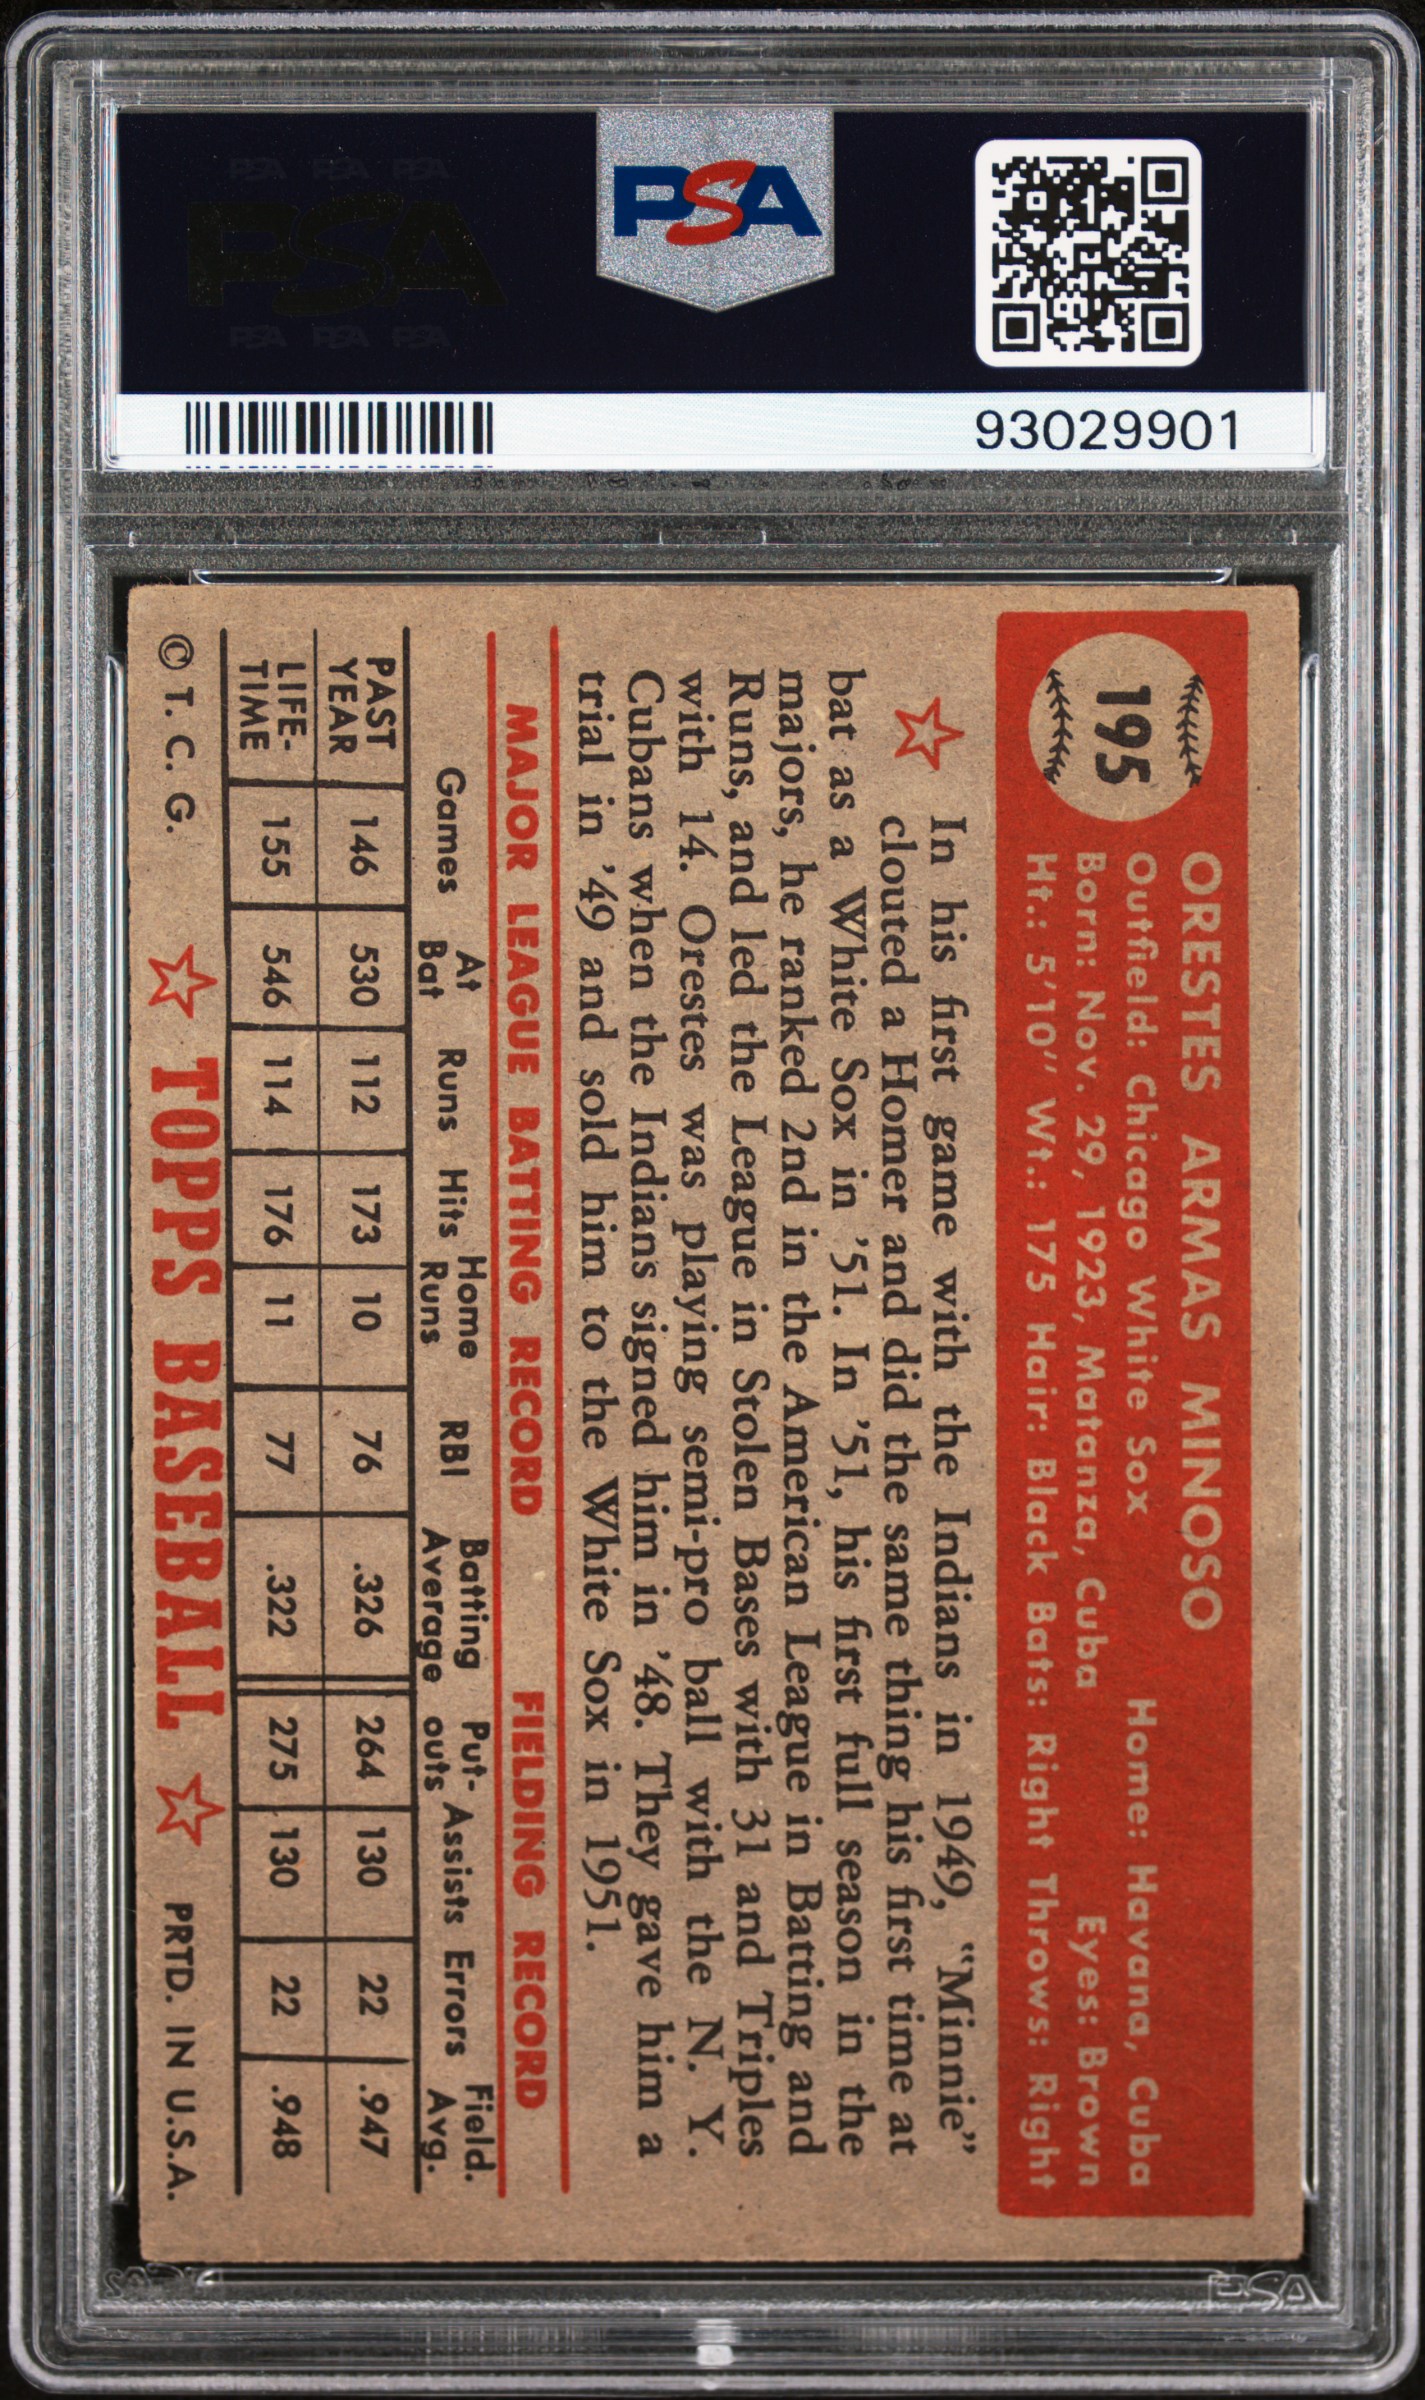 PSA PSA PSA
PSA
PSA PSA PSA
PSA
93029901
195
ORESTES ARMAS MINOSO
Outfield: Chicago White Sox Home: Havana, Cuba
Born: Nov. 29, 1923, Matanza, Cuba Eyes: Brown
Ht.: 5'10" Wt.: 175 Hair: Black Bats: Right Throws: Right
In his first game with the Indians in 1949, "Minnie"
clouted a Homer and did the same thing his first time at
bat as a White Sox in '51. In '51, his first full season in the
majors, he ranked 2nd in the American League in Batting and
Runs, and led the League in Stolen Bases with 31 and Triples
with 14. Orestes was playing semi-pro ball with the N. Y.
Cubans when the Indians signed him in '48. They gave him a
trial in '49 and sold him to the White Sox in 1951.
MAJOR LEAGUE BATTING RECORD FIELDING RECORD
Games At Bat Runs Hits Home Runs RBI Batting Average Put-outs Assists Errors Field. Avg.
PAST YEAR 146 530 112 173 10 76 .326 264 130 22 .947
LIFE-TIME 155 546 114 176 11 77 .322 275 130 22 .948
© T. C. G. TOPPS BASEBALL PRTD. IN U.S.A.
PSA